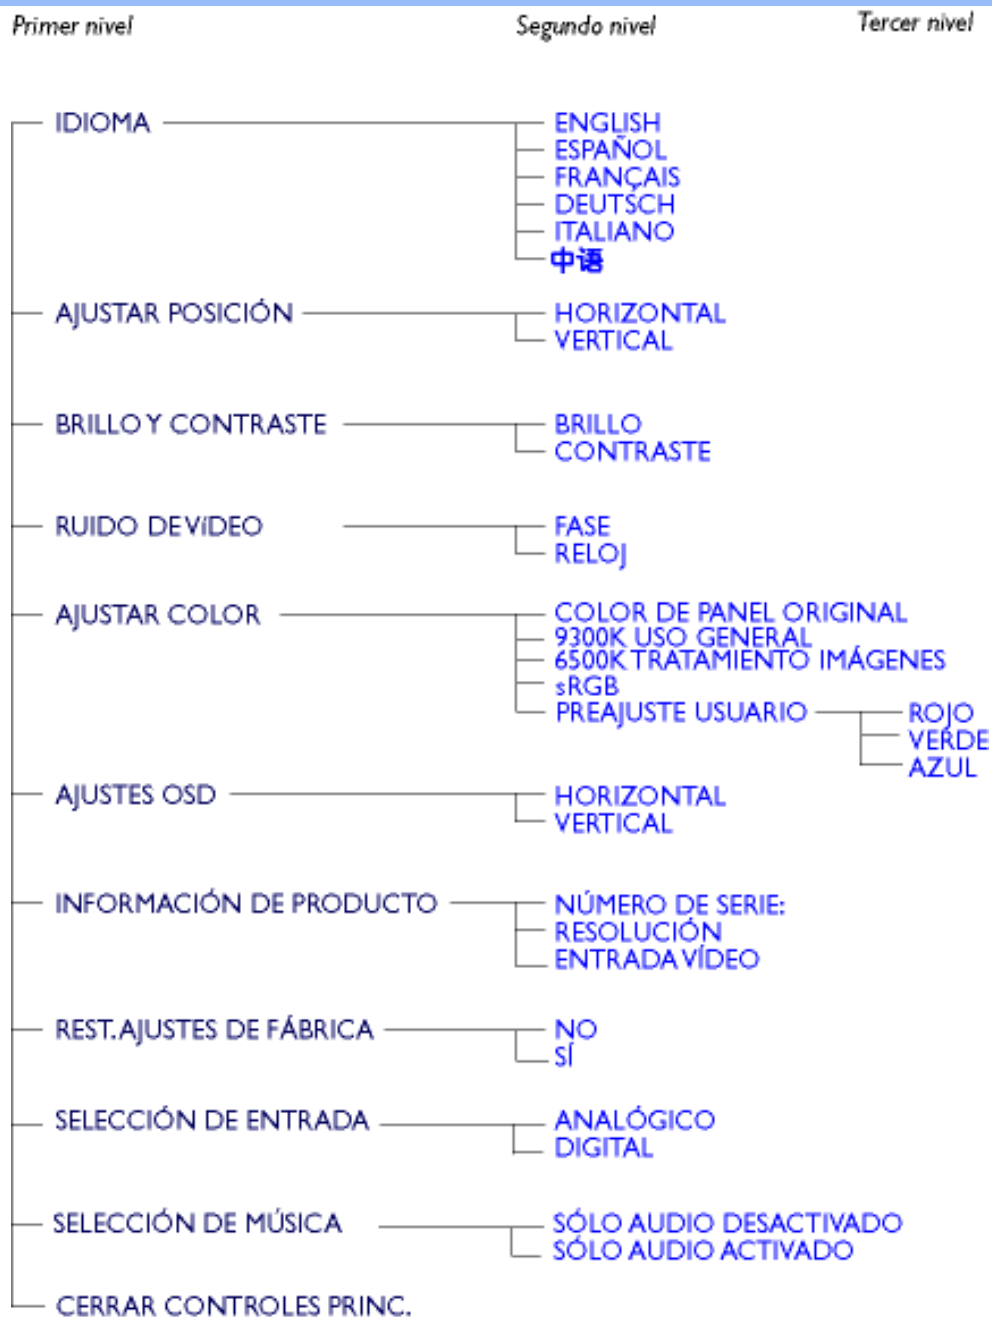 Primer nivel Segundo nivel Tercer nivel
IDIOMA ENGLISH
ESPAÑOL
FRANÇAIS
DEUTSCH
ITALIANO
中语
AJUSTAR POSICIÓN HORIZONTAL
VERTICAL
BRILLO Y CONTRASTE BRILLO
CONTRASTE
RUIDO DE VíDEO FASE
RELOJ
AJUSTAR COLOR COLOR DE PANEL ORIGINAL
9300K USO GENERAL
6500K TRATAMIENTO IMÁGENES
sRGB
PREAJUSTE USUARIO ROJO
VERDE
AZUL
AJUSTES OSD HORIZONTAL
VERTICAL
INFORMACIÓN DE PRODUCTO NÚMERO DE SERIE:
RESOLUCIÓN
ENTRADA VÍDEO
REST. AJUSTES DE FÁBRICA NO
SÍ
SELECCIÓN DE ENTRADA ANALÓGICO
DIGITAL
SELECCIÓN DE MÚSICA SÓLO AUDIO DESACTIVADO
SÓLO AUDIO ACTIVADO
CERRAR CONTROLES PRINC.